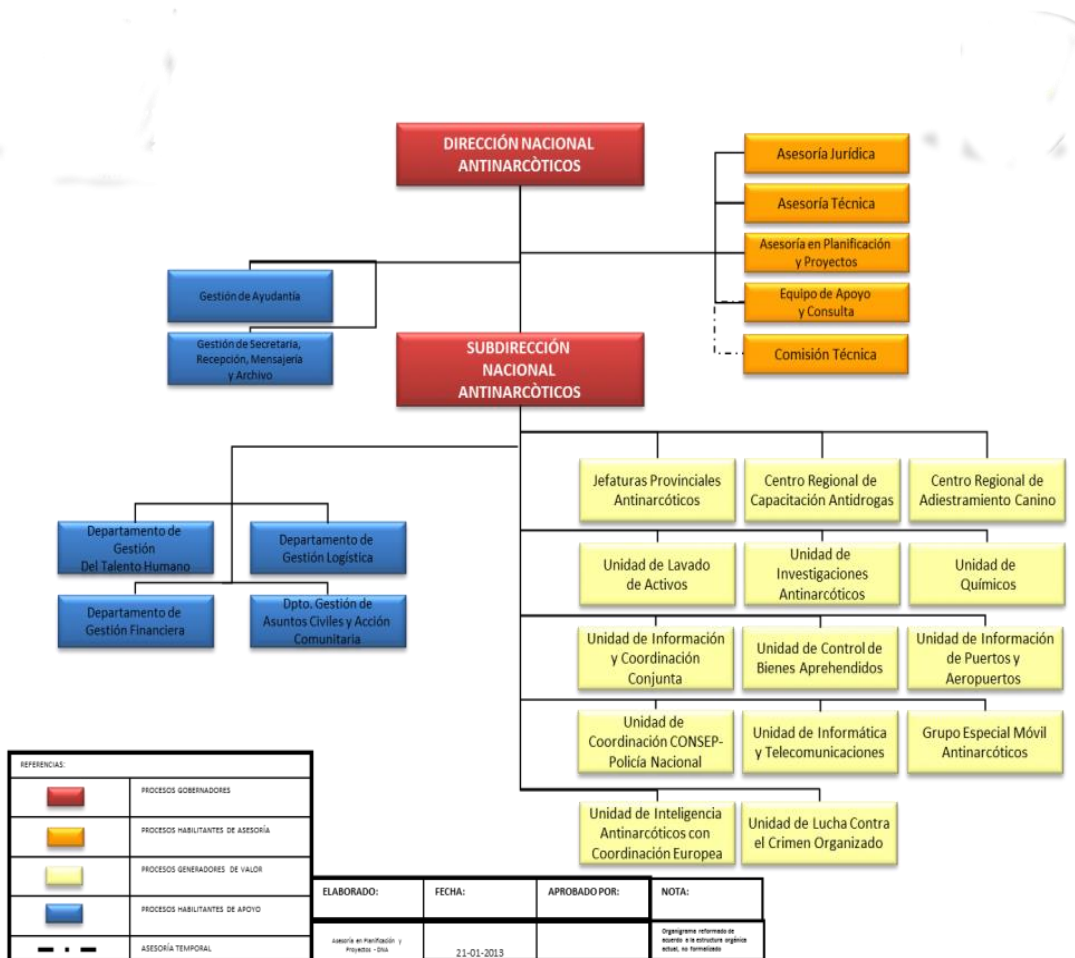 DIRECCIÓN NACIONAL
ANTINARCÒTICOS
Asesoría Jurídica
Asesoría Técnica
Asesoría en Planificación
y Proyectos
Equipo de Apoyo
y Consulta
Comisión Técnica
Gestión de Ayudantía
Gestión de Secretaria,
Recepción, Mensajería
y Archivo
SUBDIRECCIÓN
NACIONAL
ANTINARCÒTICOS
Jefaturas Provinciales
Antinarcóticos
Centro Regional de
Capacitación Antidrogas
Centro Regional de
Adiestramiento Canino
Departamento de
Gestión
Del Talento Humano
Departamento de
Gestión Logística
Unidad de Lavado
de Activos
Unidad de
Investigaciones
Antinarcóticos
Unidad de
Químicos
Departamento de
Gestión Financiera
Dpto. Gestión de
Asuntos Civiles y Acción
Comunitaria
Unidad de Información
y Coordinación
Conjunta
Unidad de Control de
Bienes Aprehendidos
Unidad de Información
de Puertos y
Aeropuertos
Unidad de
Coordinación CONSEP-
Policía Nacional
Unidad de Informática
y Telecomunicaciones
Grupo Especial Móvil
Antinarcóticos
Unidad de Inteligencia
Antinarcóticos con
Coordinación Europea
Unidad de Lucha Contra
el Crimen Organizado
REFERENCIAS:
PROCESOS GOBERNADORES
PROCESOS HABILITANTES DE ASESORÍA
PROCESOS GENERADORES DE VALOR
PROCESOS HABILITANTES DE APOYO
ASESORÍA TEMPORAL
ELABORADO:
FECHA:
APROBADO POR:
NOTA:
Asesoría en Planificación y
Proyectos - DNA
21-01-2013
Organigrama reformado de
acuerdo a la estructura orgánica
actual, no formalizado